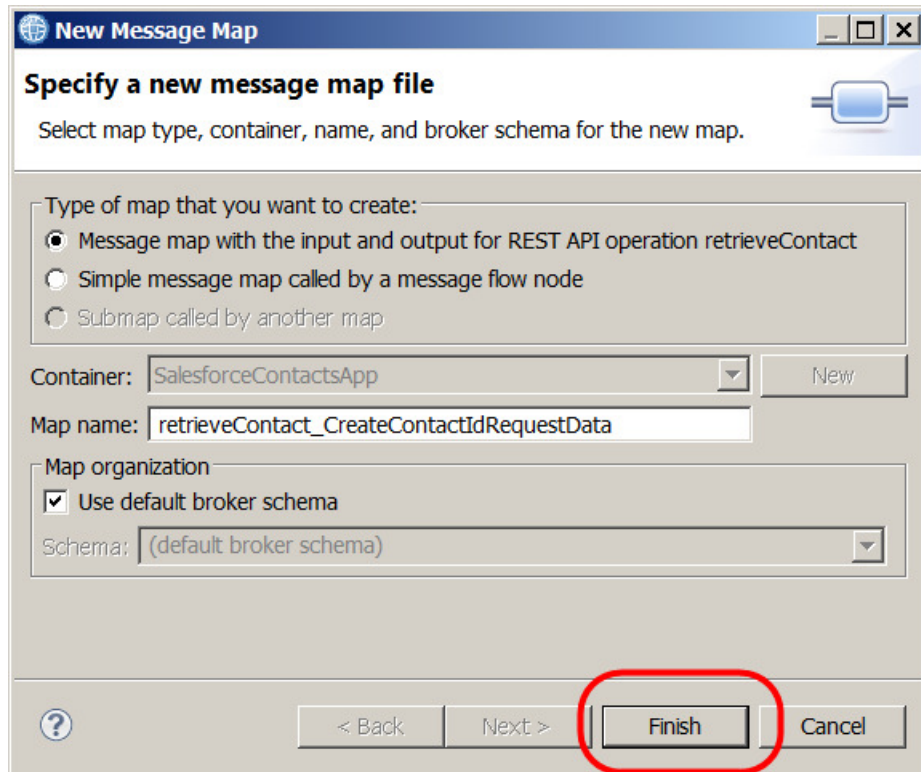 New Message Map
Specify a new message map file
Select map type, container, name, and broker schema for the new map.
Type of map that you want to create:
Message map with the input and output for REST API operation retrieveContact
Simple message map called by a message flow node
Submap called by another map
Container: SalesforceContactsApp New
Map name: retrieveContact_CreateContactIdRequestData
Map organization
Use default broker schema
Schema: (default broker schema)
? < Back Next > Finish Cancel